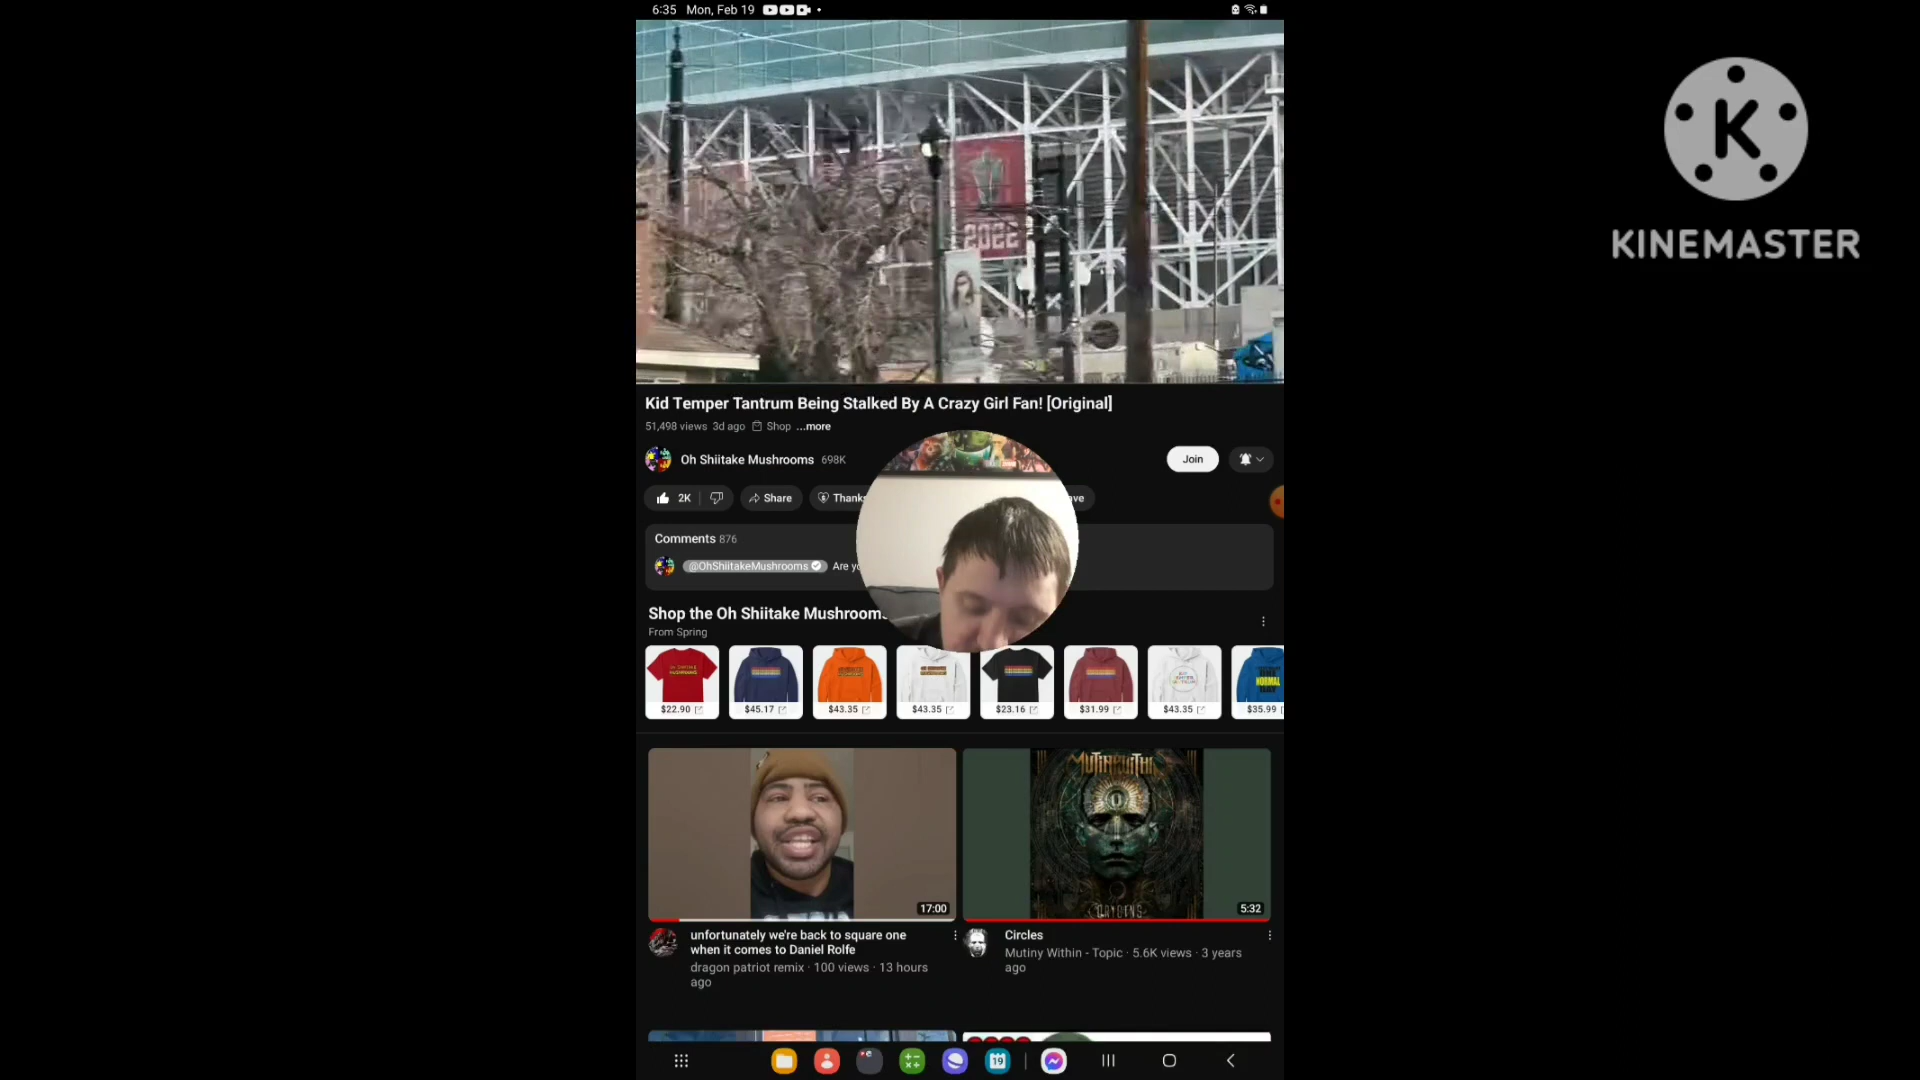 6:35 Mon, Feb 19
2022
KINEMASTER
Kid Temper Tantrum Being Stalked By A Crazy Girl Fan! [Original]
51,498 views 3d ago Shop ...more
Oh Shiitake Mushrooms 698K
Join
2K Share Thanks
Comments 876
@OhShiitakeMushrooms Are
Shop the Oh Shiitake Mushrooms
From Spring
$22.90 $45.17 $43.35 $43.35 $23.16 $31.99 $43.35 $35.99
17:00
5:32
unfortunately we're back to square one
when it comes to Daniel Rolfe
dragon patriot remix · 100 views · 13 hours
ago
Circles
Mutiny Within - Topic · 5.6K views · 3 years
ago
19